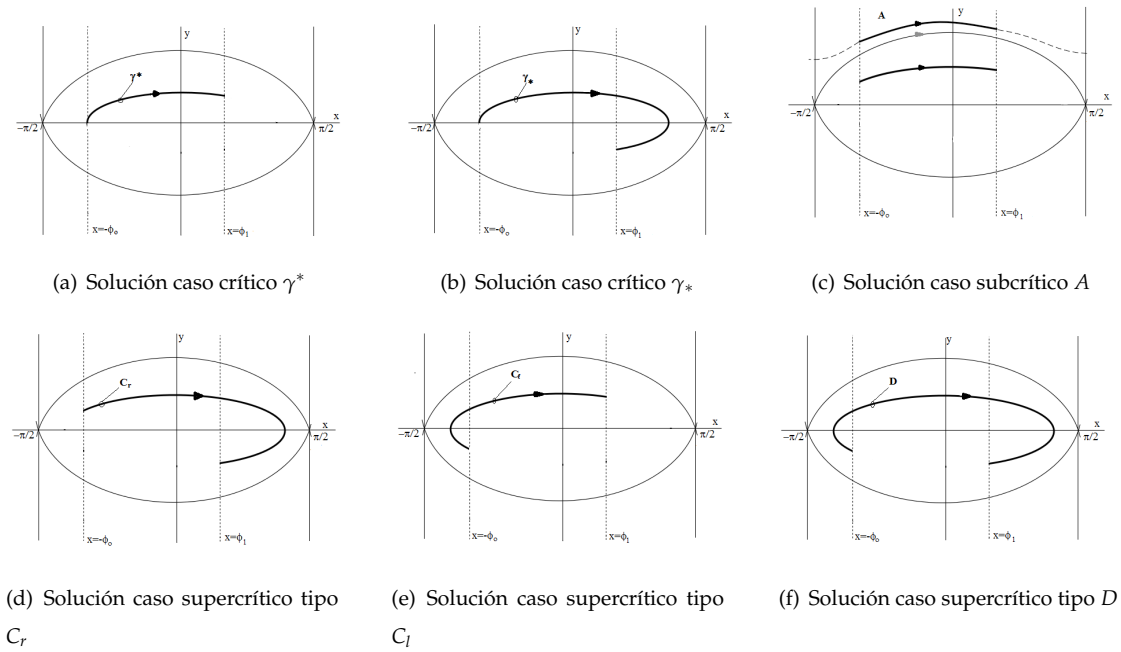 y
γ*
x
−π/2
π/2
x=-ϕ₀
x=ϕ₁
(a) Solución caso crítico γ*
y
γ*
x
−π/2
π/2
x=-ϕ₀
x=ϕ₁
(b) Solución caso crítico γ∗
y
A
x
−π/2
π/2
x=-ϕ₀
x=ϕ₁
(c) Solución caso subcrítico A
y
Cr
x
−π/2
π/2
x=-ϕ₀
x=ϕ₁
(d) Solución caso supercrítico tipo
Cr
y
Cℓ
x
−π/2
π/2
x=-ϕ₀
x=ϕ₁
(e) Solución caso supercrítico tipo
Cl
y
D
x
−π/2
π/2
x=-ϕ₀
x=ϕ₁
(f) Solución caso supercrítico tipo D